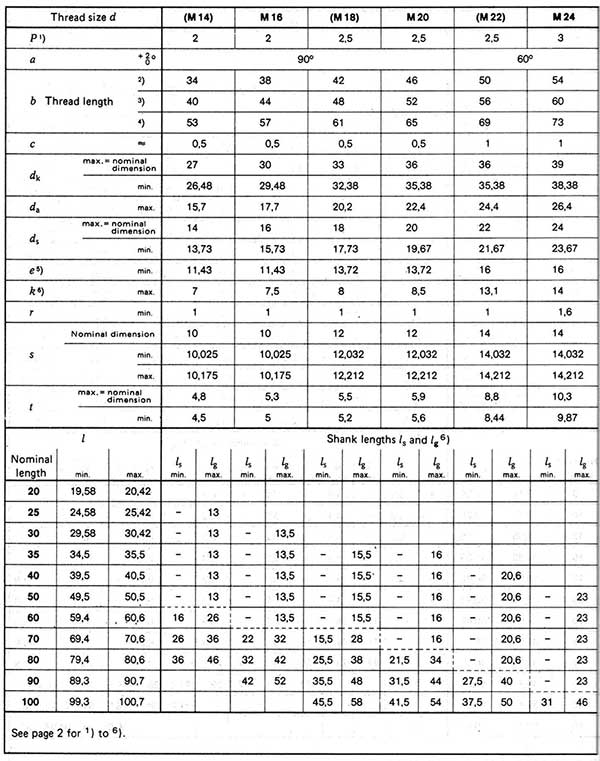 Thread size d (M 14) M 16 (M 18) M 20 (M 22) M 24
P 1) 2 2 2,5 2,5 2,5 3
a +2° 0 90° 60°
2) 34 38 42 46 50 54
b Thread length 3) 40 44 48 52 56 60
4) 53 57 61 65 69 73
c ≈ 0,5 0,5 0,5 0,5 1 1
dk max. = nominal dimension 27 30 33 36 36 39
min. 26,48 29,48 32,38 35,38 35,38 38,38
da max. 15,7 17,7 20,2 22,4 24,4 26,4
ds max. = nominal dimension 14 16 18 20 22 24
min. 13,73 15,73 17,73 19,67 21,67 23,67
e 5) min. 11,43 11,43 13,72 13,72 16 16
k 6) max. 7 7,5 8 8,5 13,1 14
r min. 1 1 1 1 1 1,6
Nominal dimension 10 10 12 12 14 14
s min. 10,025 10,025 12,032 12,032 14,032 14,032
max. 10,175 10,175 12,212 12,212 14,212 14,212
t max. = nominal dimension 4,8 5,3 5,5 5,9 8,8 10,3
min. 4,5 5 5,2 5,6 8,44 9,87
l Shank lengths ls and lg 6)
Nominal length min. max. ls min. lg max. ls min. lg max. ls min. lg max. ls min. lg max. ls min. lg max. ls min. lg max.
20 19,58 20,42
25 24,58 25,42 – 13
30 29,58 30,42 – 13 – 13,5
35 34,5 35,5 – 13 – 13,5 – 15,5 – 16
40 39,5 40,5 – 13 – 13,5 – 15,5 – 16 – 20,6
50 49,5 50,5 – 13 – 13,5 – 15,5 – 16 – 20,6 – 23
60 59,4 60,6 16 26 – 13,5 – 15,5 – 16 – 20,6 – 23
70 69,4 70,6 26 36 22 32 15,5 28 – 16 – 20,6 – 23
80 79,4 80,6 36 46 32 42 25,5 38 21,5 34 – 20,6 – 23
90 89,3 90,7 42 52 35,5 48 31,5 44 27,5 40 – 23
100 99,3 100,7 45,5 58 41,5 54 37,5 50 31 46
See page 2 for 1) to 6).